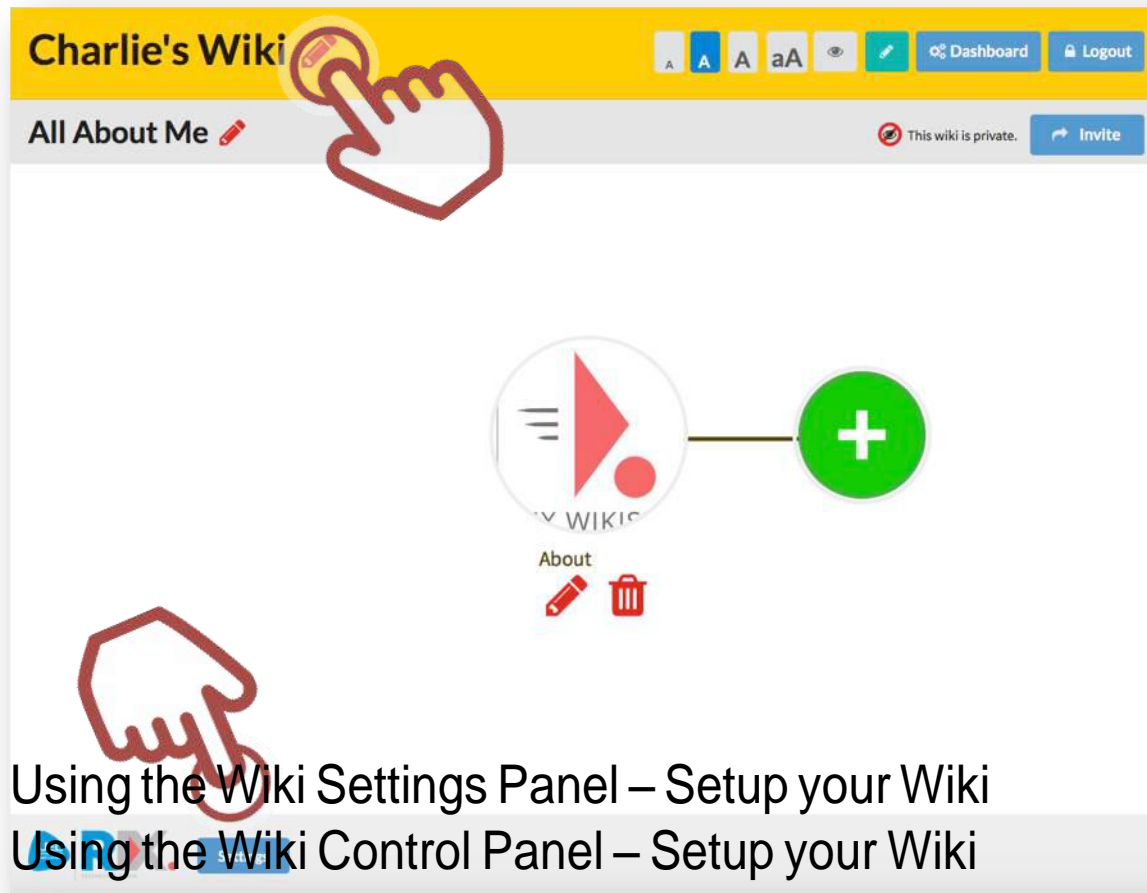 Charlie's Wiki
A A A aA Dashboard Logout
All About Me
This wiki is private. Invite
WIKIS
About
Using the Wiki Settings Panel – Setup your Wiki
Using the Wiki Control Panel – Setup your Wiki